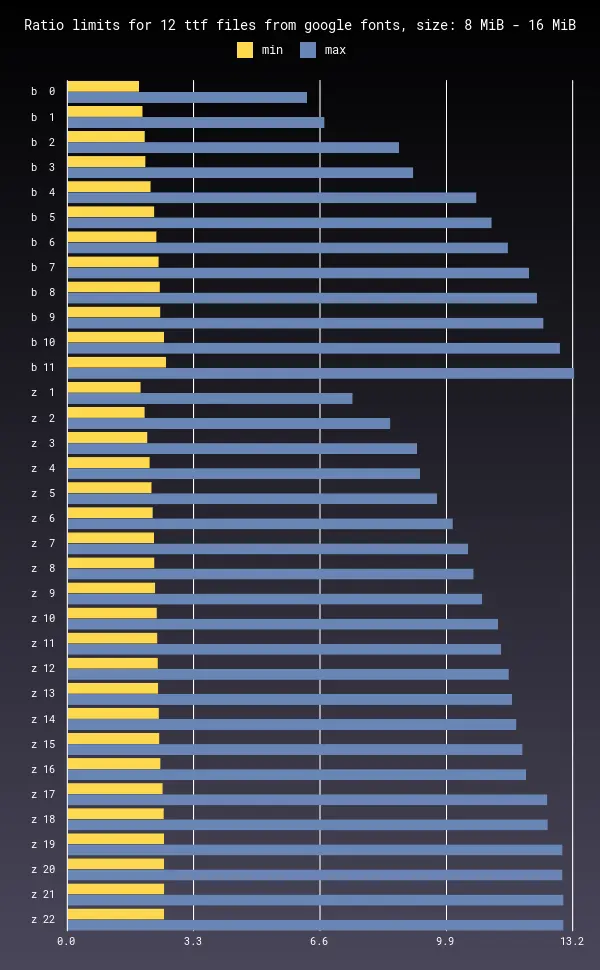 Ratio limits for 12 ttf files from google fonts, size: 8 MiB - 16 MiB
min max
b 0
b 1
b 2
b 3
b 4
b 5
b 6
b 7
b 8
b 9
b 10
b 11
z 1
z 2
z 3
z 4
z 5
z 6
z 7
z 8
z 9
z 10
z 11
z 12
z 13
z 14
z 15
z 16
z 17
z 18
z 19
z 20
z 21
z 22
0.0 3.3 6.6 9.9 13.2